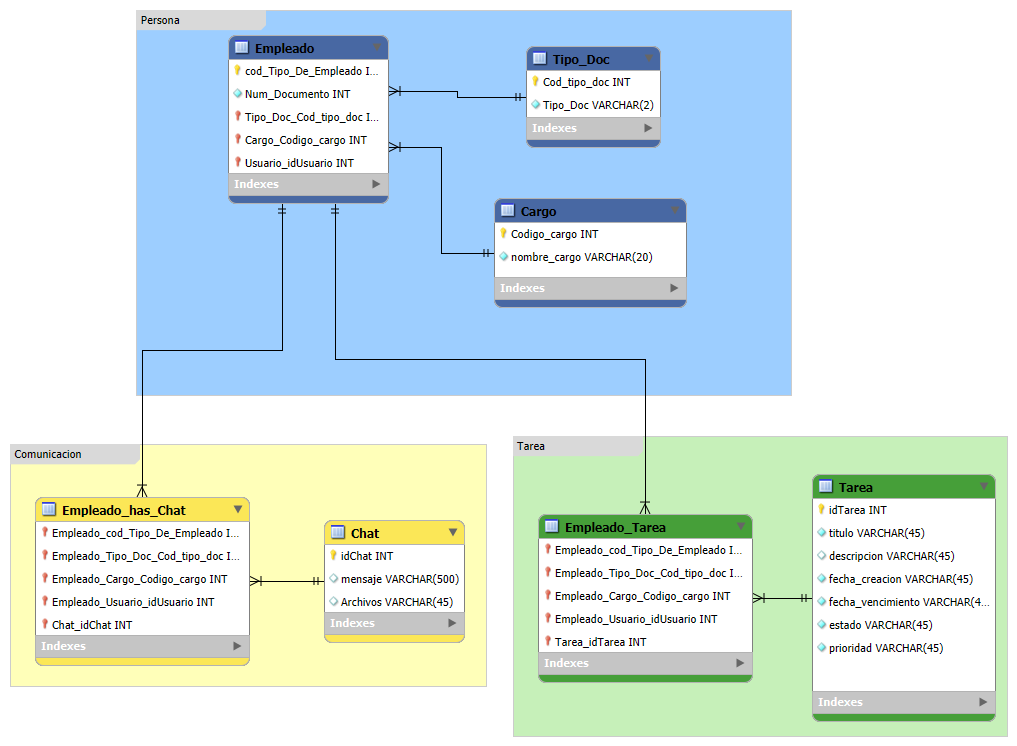 Persona
Empleado
cod_Tipo_De_Empleado I...
Num_Documento INT
Tipo_Doc_Cod_tipo_doc I...
Cargo_Codigo_cargo INT
Usuario_idUsuario INT
Indexes
Tipo_Doc
Cod_tipo_doc INT
Tipo_Doc VARCHAR(2)
Indexes
Cargo
Codigo_cargo INT
nombre_cargo VARCHAR(20)
Indexes
Comunicacion
Empleado_has_Chat
Empleado_cod_Tipo_De_Empleado I...
Empleado_Tipo_Doc_Cod_tipo_doc I...
Empleado_Cargo_Codigo_cargo INT
Empleado_Usuario_idUsuario INT
Chat_idChat INT
Indexes
Chat
idChat INT
mensaje VARCHAR(500)
Archivos VARCHAR(45)
Indexes
Tarea
Empleado_Tarea
Empleado_cod_Tipo_De_Empleado I...
Empleado_Tipo_Doc_Cod_tipo_doc I...
Empleado_Cargo_Codigo_cargo INT
Empleado_Usuario_idUsuario INT
Tarea_idTarea INT
Indexes
Tarea
idTarea INT
titulo VARCHAR(45)
descripcion VARCHAR(45)
fecha_creacion VARCHAR(45)
fecha_vencimiento VARCHAR(4...
estado VARCHAR(45)
prioridad VARCHAR(45)
Indexes